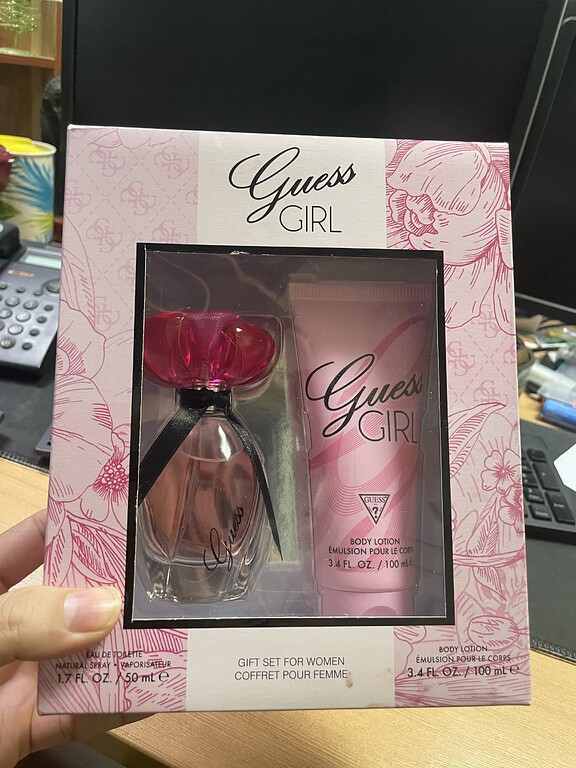 Guess
GIRL
Guess
GIRL
GUESS
?
BODY LOTION
ÉMULSION POUR LE CORPS
3.4 FL. OZ. / 100 mL ℮
Guess
EAU DE TOILETTE
NATURAL SPRAY • VAPORISATEUR
1.7 FL. OZ. / 50 mL ℮
GIFT SET FOR WOMEN
COFFRET POUR FEMME
BODY LOTION
ÉMULSION POUR LE CORPS
3.4 FL. OZ. / 100 mL ℮